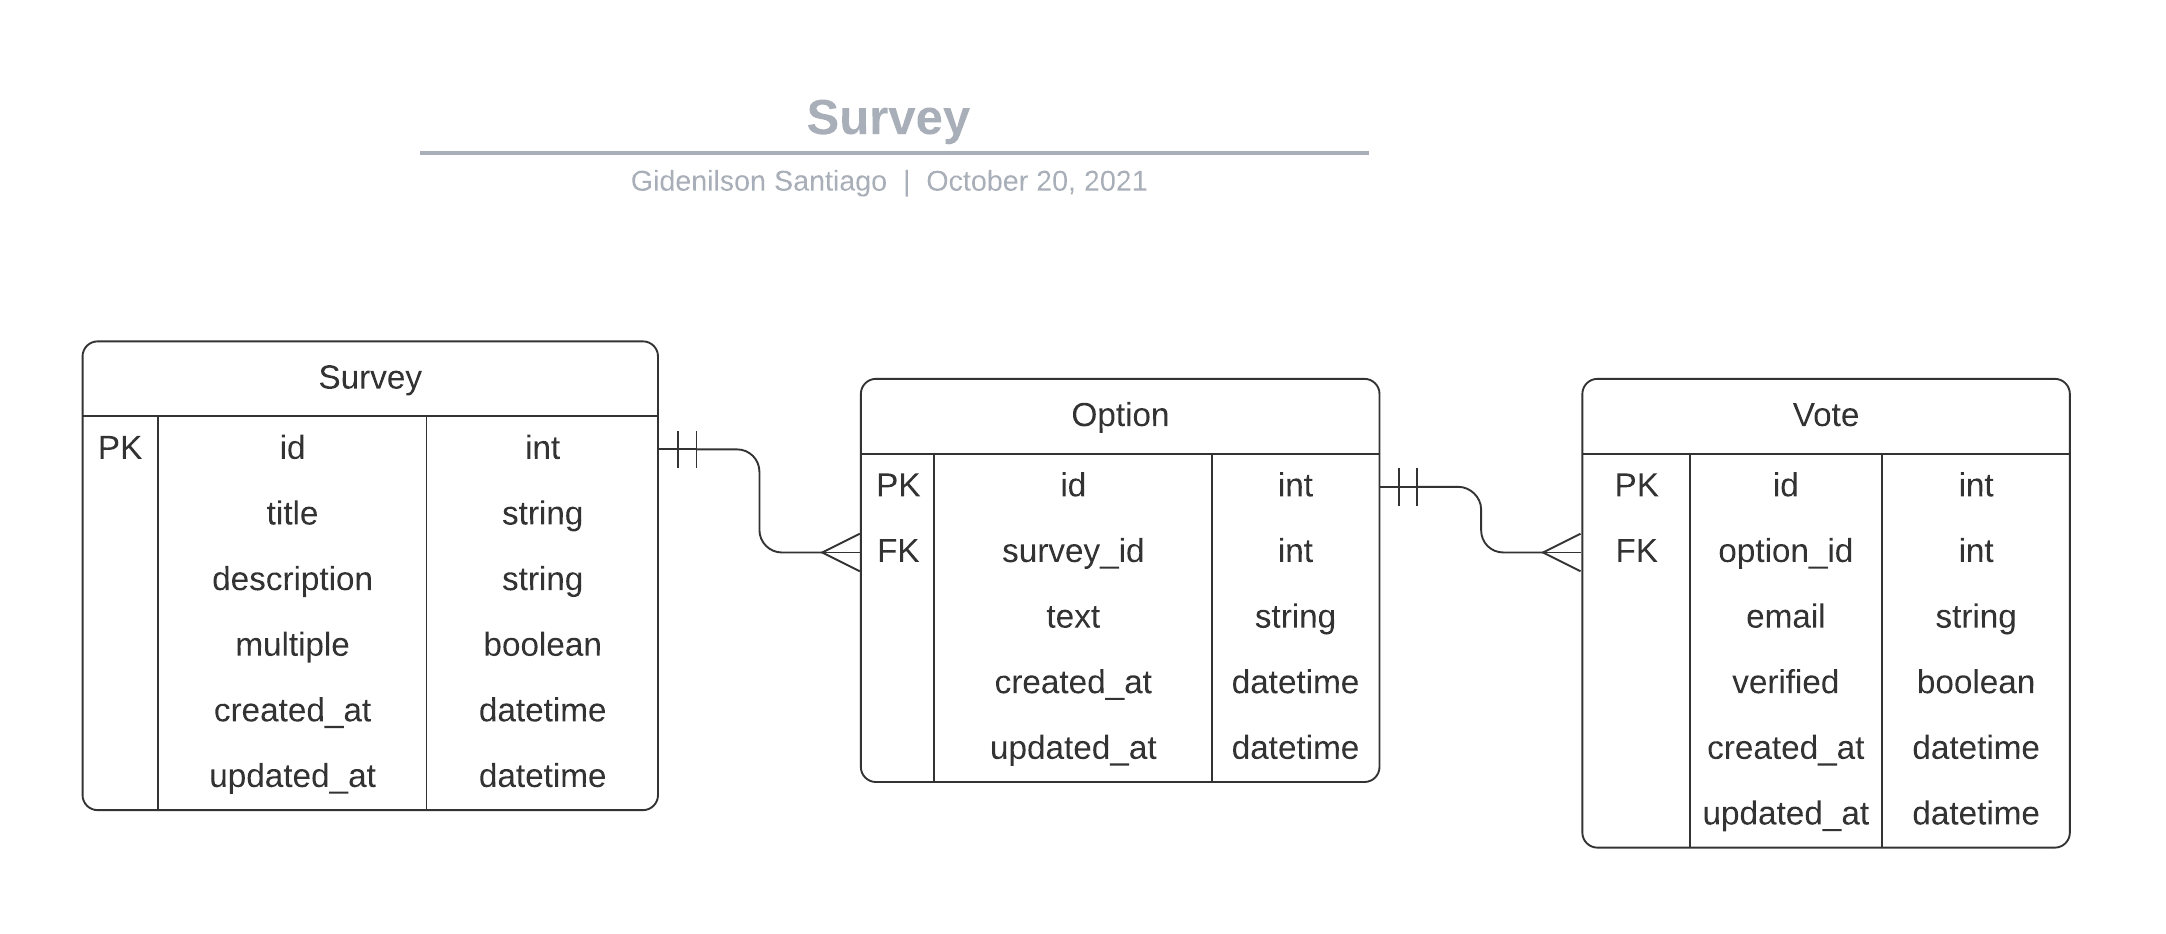 Survey
Gidenilson Santiago | October 20, 2021
Survey
PK id int
title string
description string
multiple boolean
created_at datetime
updated_at datetime
Option
PK id int
FK survey_id int
text string
created_at datetime
updated_at datetime
Vote
PK id int
FK option_id int
email string
verified boolean
created_at datetime
updated_at datetime